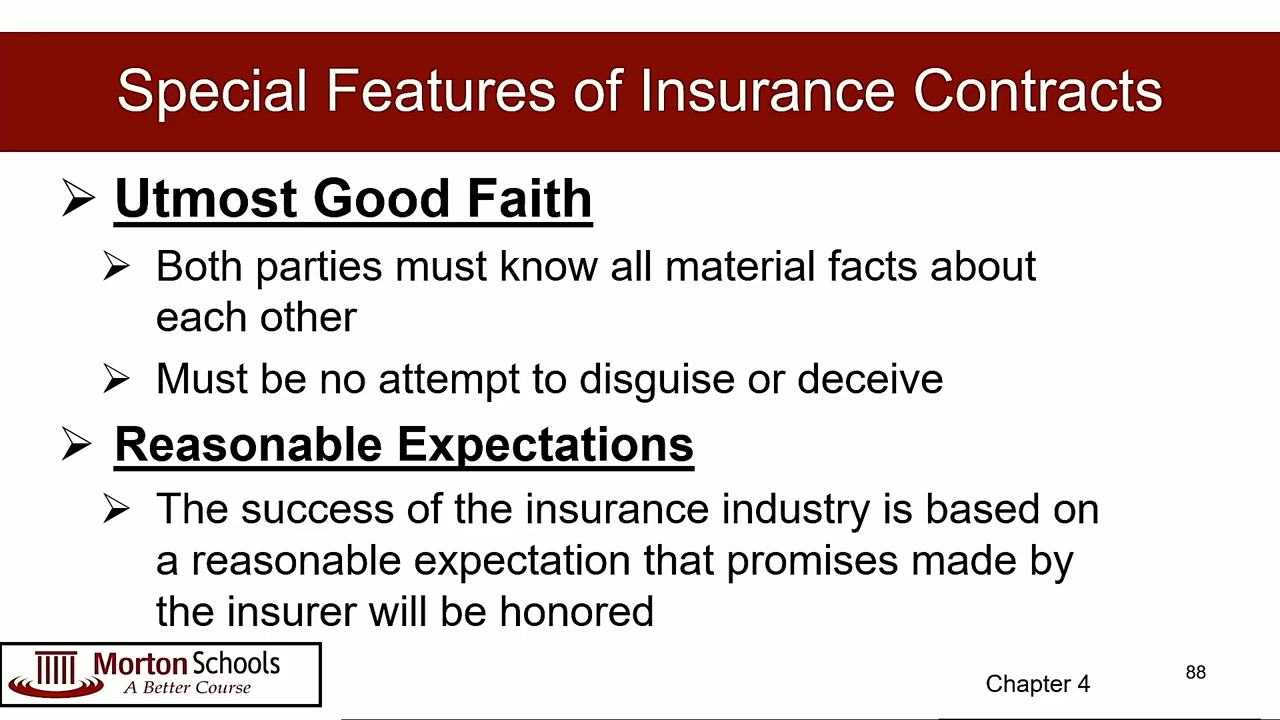 Special Features of Insurance Contracts
Utmost Good Faith
Both parties must know all material facts about
each other
Must be no attempt to disguise or deceive
Reasonable Expectations
The success of the insurance industry is based on
a reasonable expectation that promises made by
the insurer will be honored
Morton Schools
A Better Course
Chapter 4
88